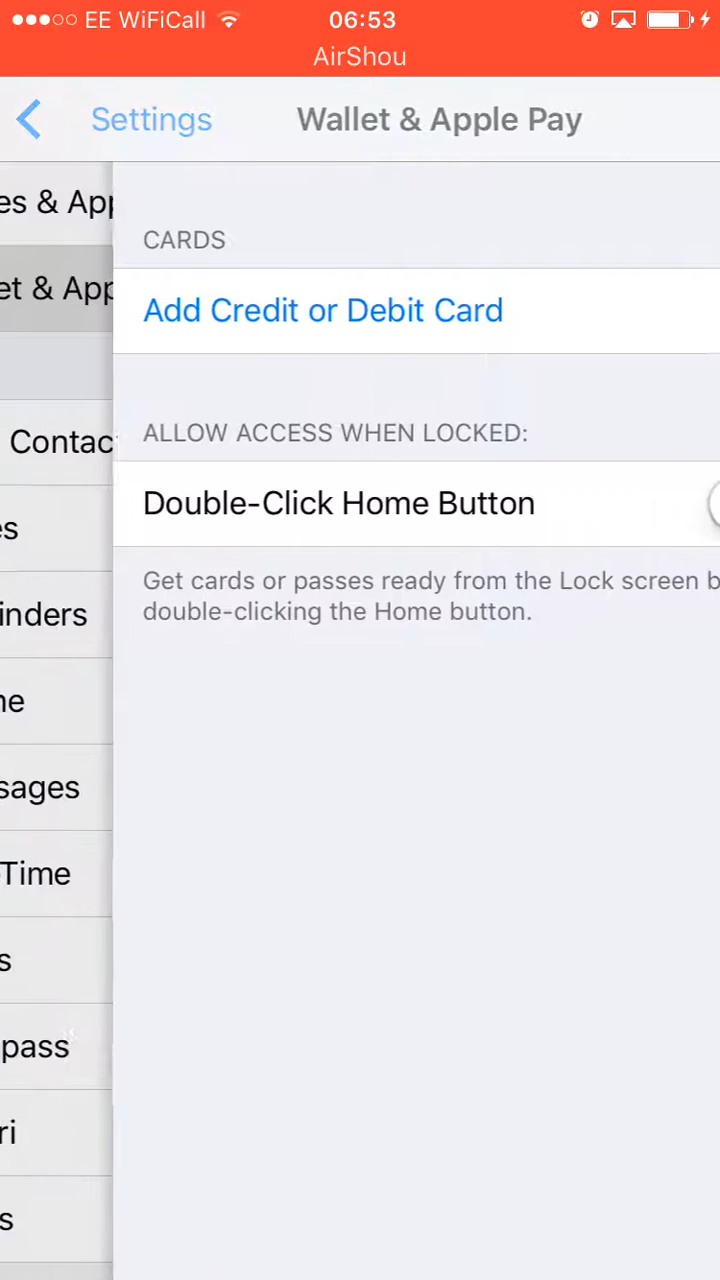 EE WiFiCall 06:53
AirShou
Settings Wallet & Apple Pay
es & App
et & App
CARDS
Add Credit or Debit Card
ALLOW ACCESS WHEN LOCKED:
Contac
Double-Click Home Button
es
Get cards or passes ready from the Lock screen b
double-clicking the Home button.
inders
ne
sages
Time
s
pass
ri
s